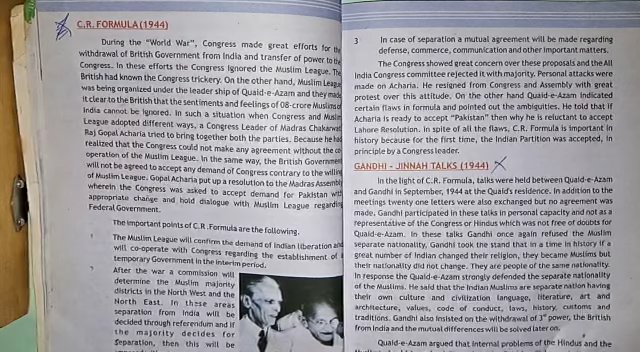 C.R. FORMULA (1944)
During the "World War", Congress made great efforts for the
withdrawal of British Government from India and transfer of power to the
Congress. In these efforts the Congress ignored the Muslim League. The
British had known the Congress trickery. On the other hand, Muslim League
was being organized under the leader ship of Quaid-e-Azam and they made
it clear to the British that the sentiments and feelings of 08-crore Muslims of
India cannot be ignored. In such a situation when Congress and Muslim
League adopted different ways, a Congress Leader of Madras Chakarwati
Raj Gopal Acharia tried to bring together both the parties. Because he had
realized that the Congress could not make any agreement without the co
operation of the Muslim League. In the same way, the British Government
will not be agreed to accept any demand of Congress contrary to the willing
of Muslim League. Gopal Acharia put up a resolution to the Madras Assembly
wherein the Congress was asked to accept demand for Pakistan with
appropriate change and hold dialogue with Muslim League regarding
Federal Government.
The important points of C.R .Formula are the following.
The Muslim League will confirm the demand of Indian liberation and
will co-operate with Congress regarding the establishment of
temporary Government in the interim period.
After the war a commission will
determine the Muslim majority
districts in the North West and the
North East. In these areas
separation from India will be
decided through referendum and if
the majority decides for
separation, then this will be
3 In case of separation a mutual agreement will be made regarding
defense, commerce, communication and other important matters.
The Congress showed great concern over these proposals and the All
India Congress committee rejected it with majority. Personal attacks were
made on Acharia. He resigned from Congress and Assembly with great
protest over this attitude. On the other hand Quaid-e-Azam indicated
certain flaws in formula and pointed out the ambiguities. He told that if
Acharia is ready to accept "Pakistan" then why he is reluctant to accept
Lahore Resolution. In spite of all the flaws, C.R. Formula is important in
history because for the first time, the Indian Partition was accepted, in
principle by a Congress leader.
GANDHI - JINNAH TALKS (1944)
In the light of C.R. Formula, talks were held between Quaid-e-Azam
and Gandhi in September, 1944 at the Quaid's residence. In addition to the
meetings twenty one letters were also exchanged but no agreement was
made. Gandhi participated in these talks in personal capacity and not as a
representative of the Congress or Hindus which was not free of doubts for
Quaid-e-Azam. In these talks Gandhi once again refused the Muslim
separate nationality, Gandhi took the stand that in a time in history if a
great number of Indian changed their religion, they became Muslims but
their nationality did not change. They are people of the same nationality.
In response the Quaid-e-Azam strongly defended the separate nationality
of the Muslims. He said that the Indian Muslims are separate nation having
their own culture and civilization language, literature, art and
architecture, values, code of conduct, laws, history, customs and
traditions. Gandhi also insisted on the withdrawal of 3rd power, the British
from India and the mutual differences will be solved later on.
Quaid-e-Azam argued that internal problems of the Hindus and the